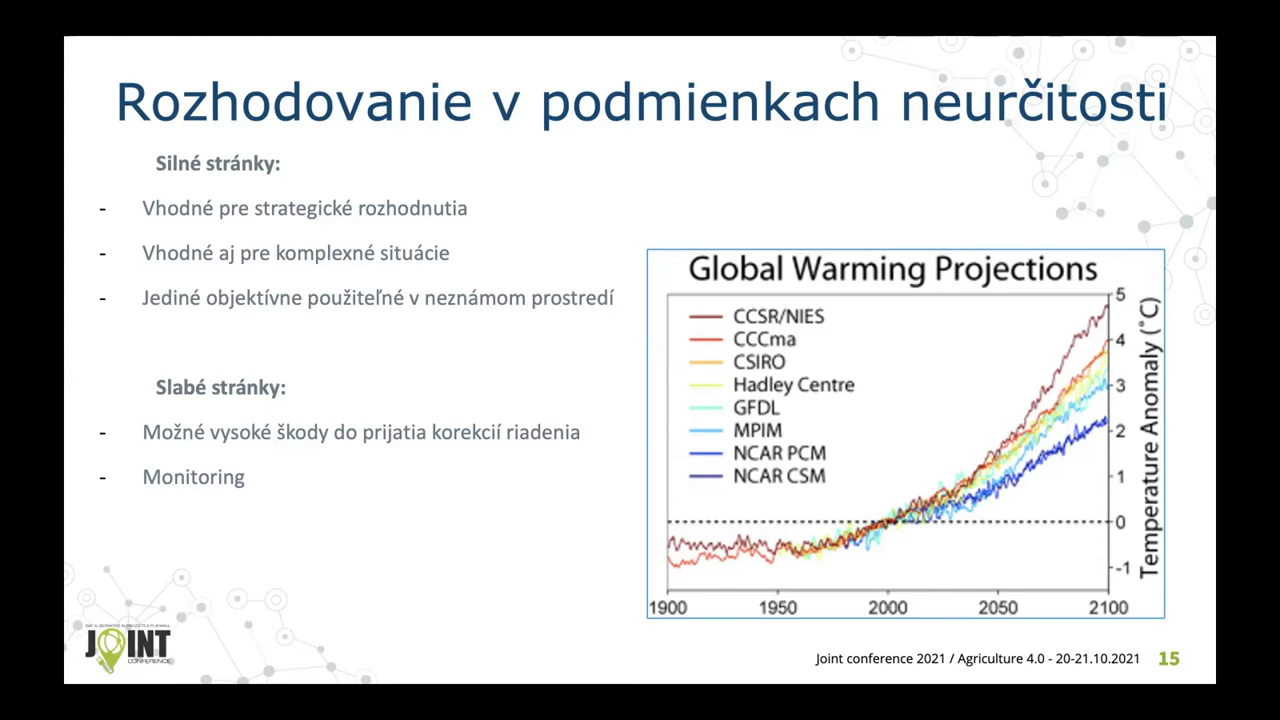 Rozhodovanie v podmienkach neurčitosti
Silné stránky:
- Vhodné pre strategické rozhodnutia
- Vhodné aj pre komplexné situácie
- Jediné objektívne použiteľné v neznámom prostredí
Slabé stránky:
- Možné vysoké škody do prijatia korekcií riadenia
- Monitoring
Global Warming Projections
CCSR/NIES
CCCma
CSIRO
Hadley Centre
GFDL
MPIM
NCAR PCM
NCAR CSM
5
4
3
2
1
0
-1
Temperature Anomaly (˚C)
1900 1950 2000 2050 2100
JOINT
CONFERENCE
Joint conference 2021 / Agriculture 4.0 - 20-21.10.2021 15